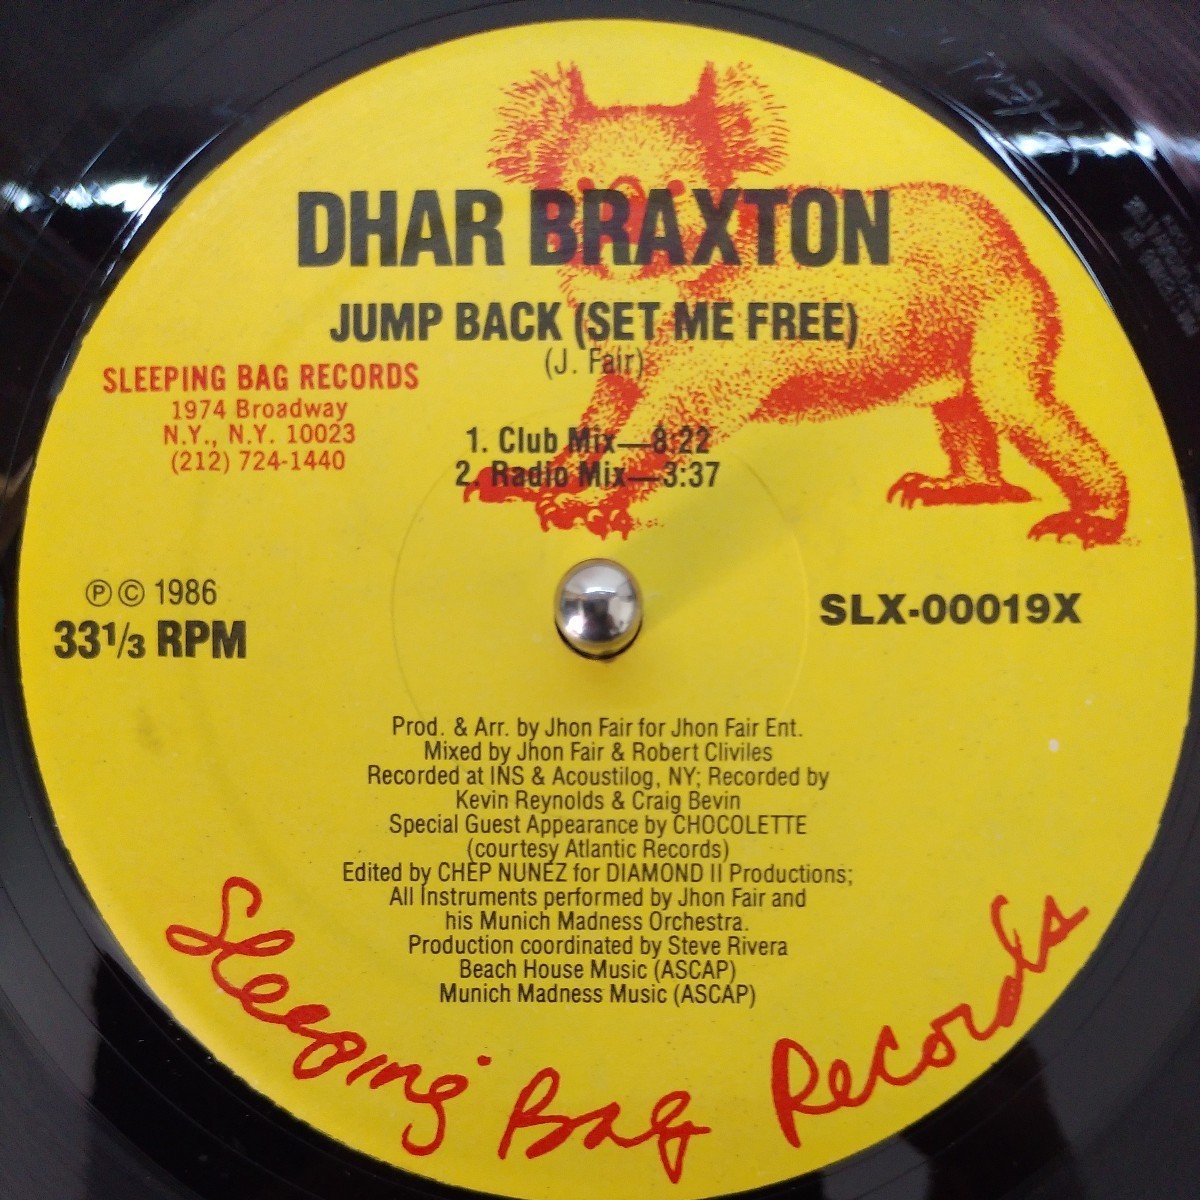 DHAR BRAXTON
JUMP BACK (SET ME FREE)
(J. Fair)
SLEEPING BAG RECORDS
1974 Broadway
N.Y., N.Y. 10023
(212) 724-1440
1. Club Mix—8:22
2. Radio Mix—3:37
℗ © 1986
33 1/3 RPM
SLX-00019X
Prod. & Arr. by Jhon Fair for Jhon Fair Ent.
Mixed by Jhon Fair & Robert Cliviles
Recorded at INS & Acoustilog, NY; Recorded by
Kevin Reynolds & Craig Bevin
Special Guest Appearance by CHOCOLETTE
(courtesy Atlantic Records)
Edited by CHEP NUNEZ for DIAMOND II Productions;
All Instruments performed by Jhon Fair and
his Munich Madness Orchestra.
Production coordinated by Steve Rivera
Beach House Music (ASCAP)
Munich Madness Music (ASCAP)
Sleeping Bag Records